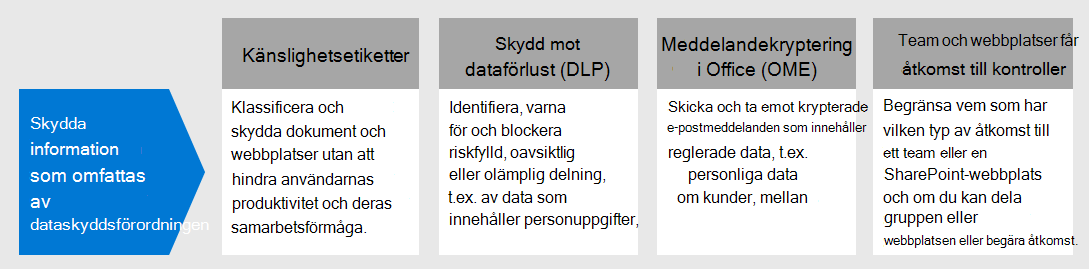 Skydda
information
som omfattas
av
dataskyddsförordningen
Känslighetsetiketter
Klassificera och
skydda dokument och
webbplatser utan att
hindra användarnas
produktivitet och deras
samarbetsförmåga.
Skydd mot
dataförlust (DLP)
Identifiera, varna
för och blockera
riskfylld, oavsiktlig
eller olämplig delning,
t.ex. av data som
innehåller personuppgifter,
Meddelandekryptering
i Office (OME)
Skicka och ta emot krypterade
e-postmeddelanden som innehåller
reglerade data, t.ex.
personliga data
om kunder, mellan
Team och webbplatser får
åtkomst till kontroller
Begränsa vem som har
vilken typ av åtkomst till
ett team eller en
SharePoint-webbplats
och om du kan dela
gruppen eller
webbplatsen eller begära åtkomst.